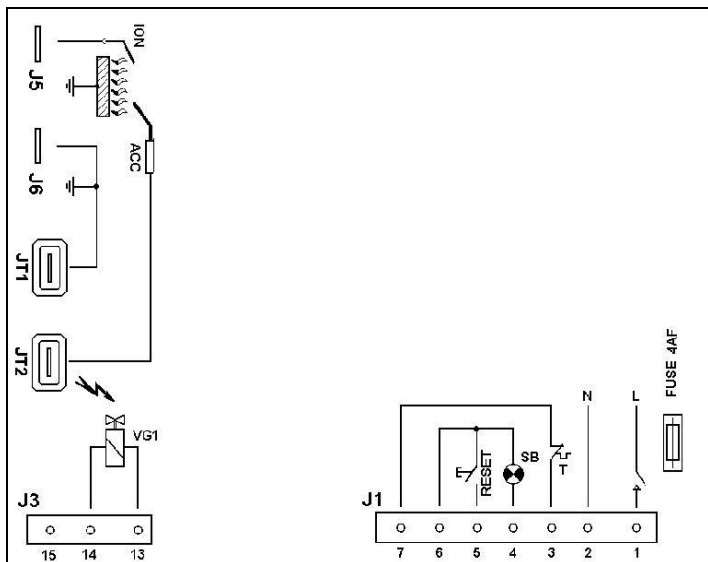 ION
J5
ACC
J6
JT1
JT2
VG1
J3
15 14 13
FUSE 4AF
N L
RESET
SB
T
J1
7 6 5 4 3 2 1